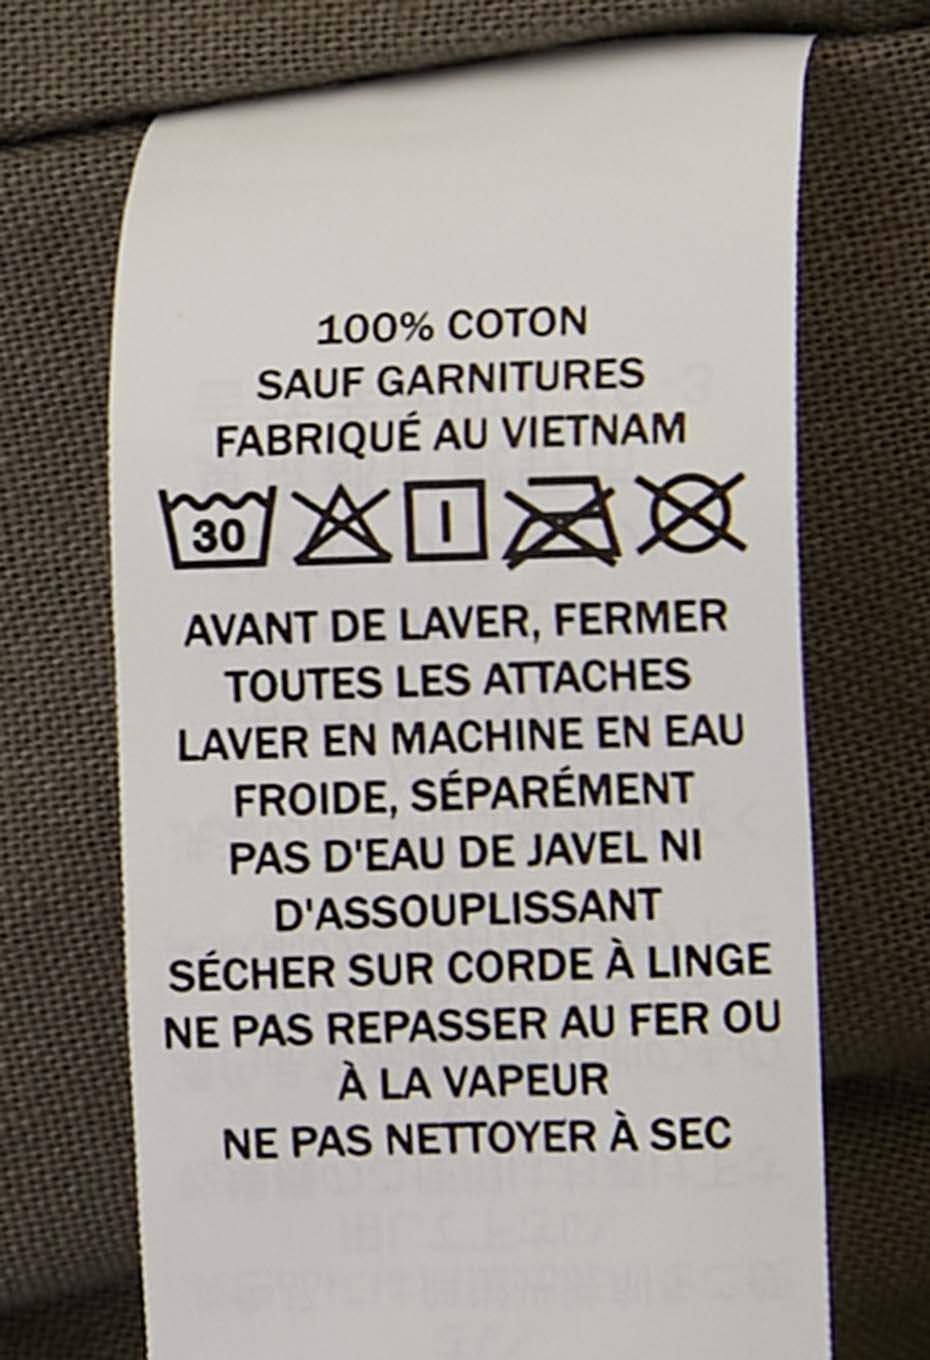 100% COTON
SAUF GARNITURES
FABRIQUÉ AU VIETNAM
30
AVANT DE LAVER, FERMER
TOUTES LES ATTACHES
LAVER EN MACHINE EN EAU
FROIDE, SÉPARÉMENT
PAS D'EAU DE JAVEL NI
D'ASSOUPLISSANT
SÉCHER SUR CORDE À LINGE
NE PAS REPASSER AU FER OU
À LA VAPEUR
NE PAS NETTOYER À SEC